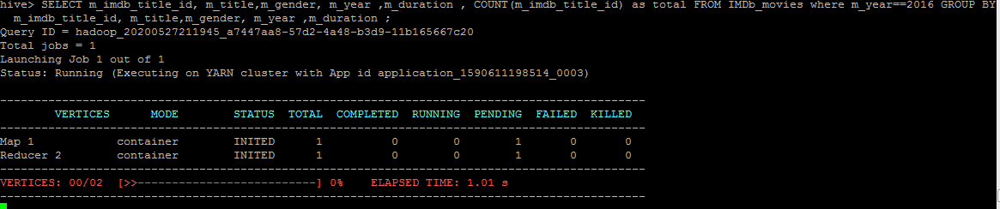 hive> SELECT m_imdb_title_id, m_title,m_gender, m_year ,m_duration , COUNT(m_imdb_title_id) as total FROM IMDb_movies where m_year==2016 GROUP BY
m_imdb_title_id, m_title,m_gender, m_year ,m_duration ;
Query ID = hadoop_20200527211945_a7447aa8-57d2-4a48-b3d9-11b165667c20
Total jobs = 1
Launching Job 1 out of 1
Status: Running (Executing on YARN cluster with App id application_1590611198514_0003)
----------------------------------------------------------------------------------------------
VERTICES MODE STATUS TOTAL COMPLETED RUNNING PENDING FAILED KILLED
----------------------------------------------------------------------------------------------
Map 1 container INITED 1 0 0 1 0 0
Reducer 2 container INITED 1 0 0 1 0 0
----------------------------------------------------------------------------------------------
VERTICES: 00/02 [>>--------------------------] 0% ELAPSED TIME: 1.01 s
----------------------------------------------------------------------------------------------